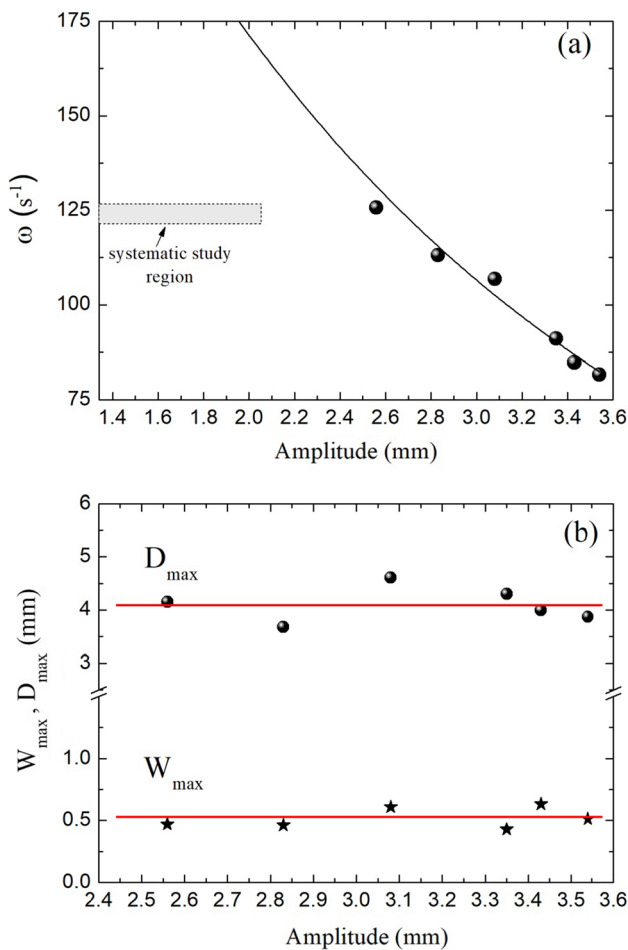 (a)
175
150
125
100
75
ω (s⁻¹)
systematic study
region
1.4 1.6 1.8 2.0 2.2 2.4 2.6 2.8 3.0 3.2 3.4 3.6
Amplitude (mm)
(b)
6
5
4
3
1.0
0.5
0.0
W_max, D_max (mm)
D_max
W_max
2.4 2.5 2.6 2.7 2.8 2.9 3.0 3.1 3.2 3.3 3.4 3.5 3.6
Amplitude (mm)